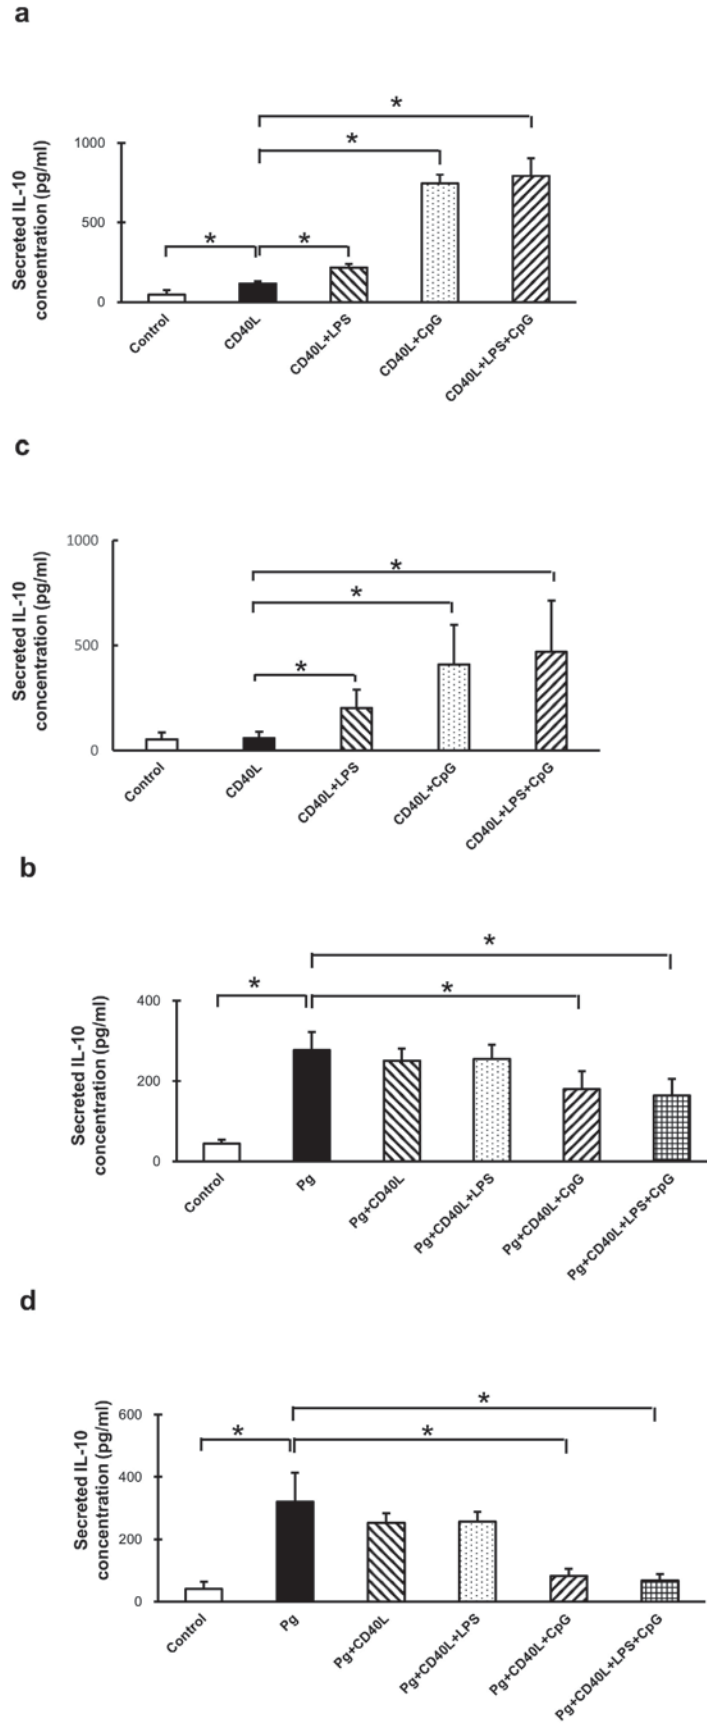 a
*
*
1000
500
0
*
*
Secreted IL-10
concentration (pg/ml)
Control
CD40L
CD40L+LPS
CD40L+CpG
CD40L+LPS+CpG
c
1000
500
0
*
*
*
Secreted IL-10
concentration (pg/ml)
Control
CD40L
CD40L+LPS
CD40L+CpG
CD40L+LPS+CpG
b
*
*
*
400
200
0
Secreted IL-10
concentration (pg/ml)
Control
Pg
Pg+CD40L
Pg+CD40L+LPS
Pg+CD40L+CpG
Pg+CD40L+LPS+CpG
d
*
*
*
600
400
200
0
Secreted IL-10
concentration (pg/ml)
Control
Pg
Pg+CD40L
Pg+CD40L+LPS
Pg+CD40L+CpG
Pg+CD40L+LPS+CpG